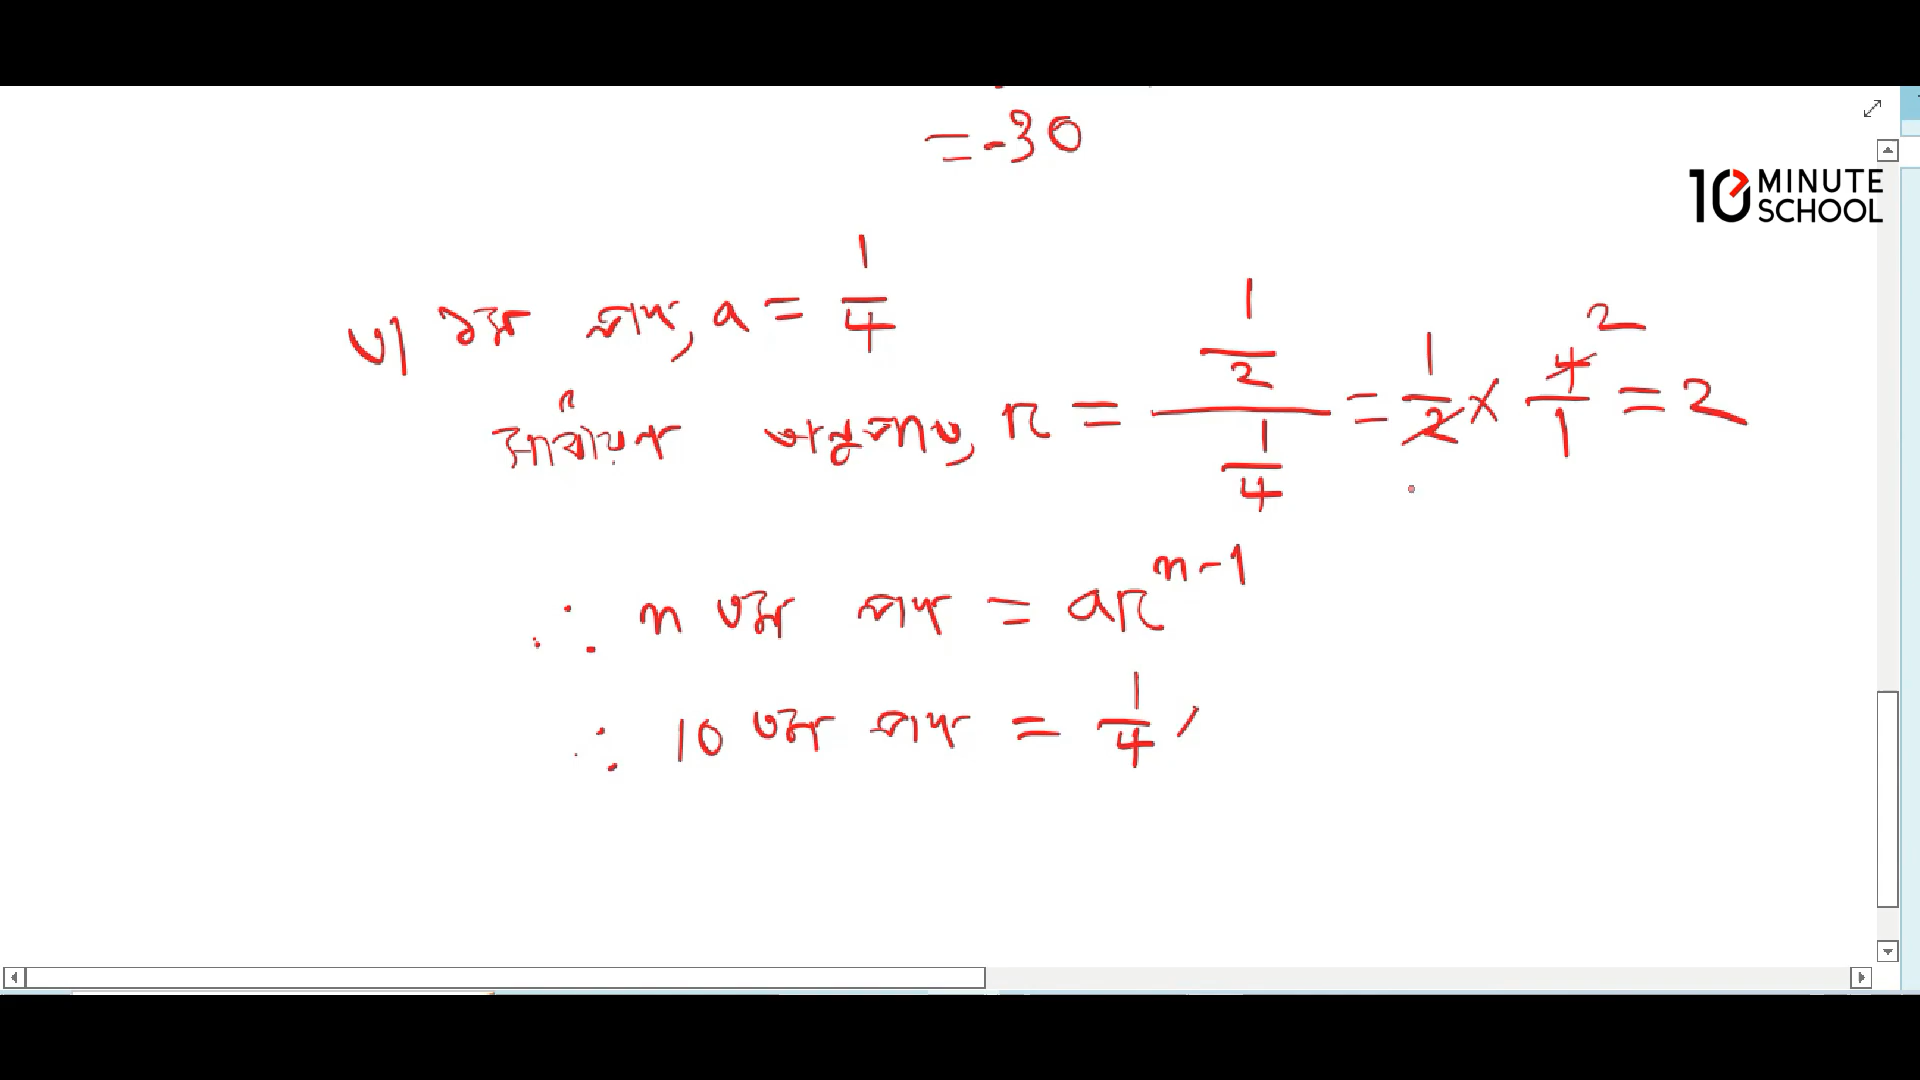 = -30
10 MINUTE SCHOOL
v) ১ম পদ, a = 1/4
সাধারণ অনুপাত, r = (1/2)/(1/4) = 1/2 × 4/1 2 = 2
∴ n তম পদ = ar^(n-1)
∴ 10 তম পদ = 1/4